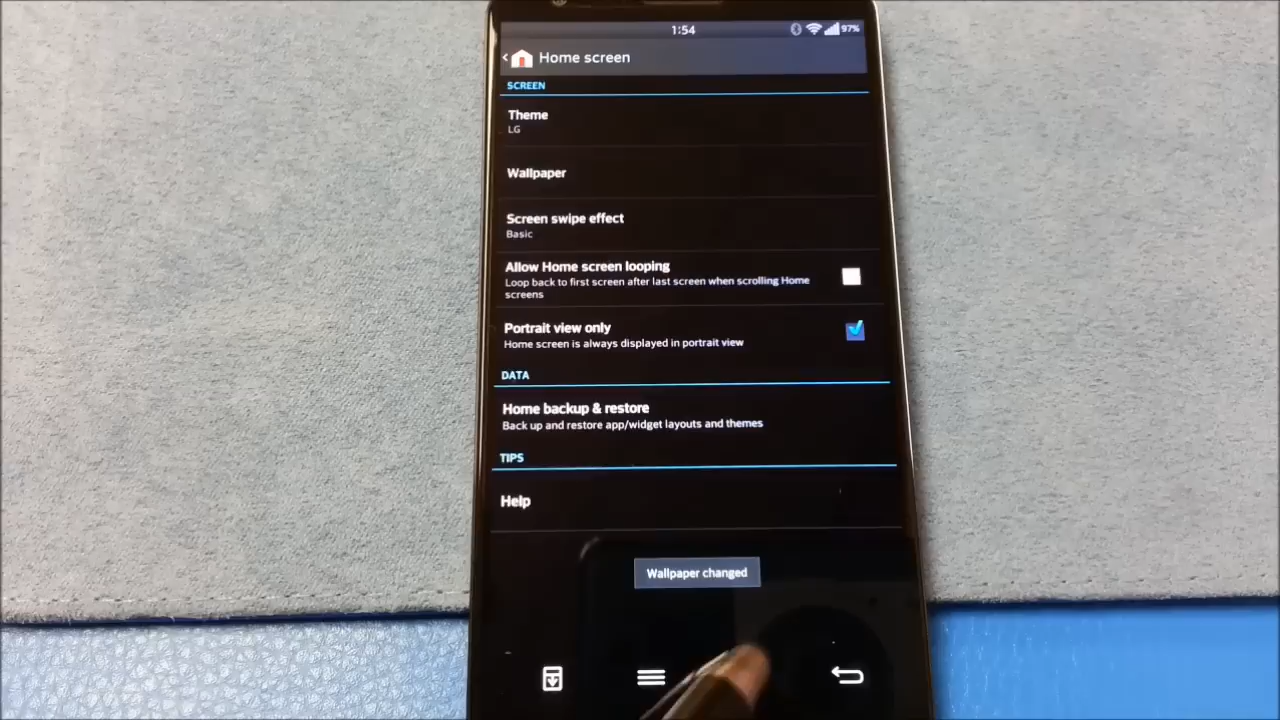 1:54
97%
Home screen
SCREEN
Theme
LG
Wallpaper
Screen swipe effect
Basic
Allow Home screen looping
Loop back to first screen after last screen when scrolling Home
screens
Portrait view only
Home screen is always displayed in portrait view
DATA
Home backup & restore
Back up and restore app/widget layouts and themes
TIPS
Help
Wallpaper changed